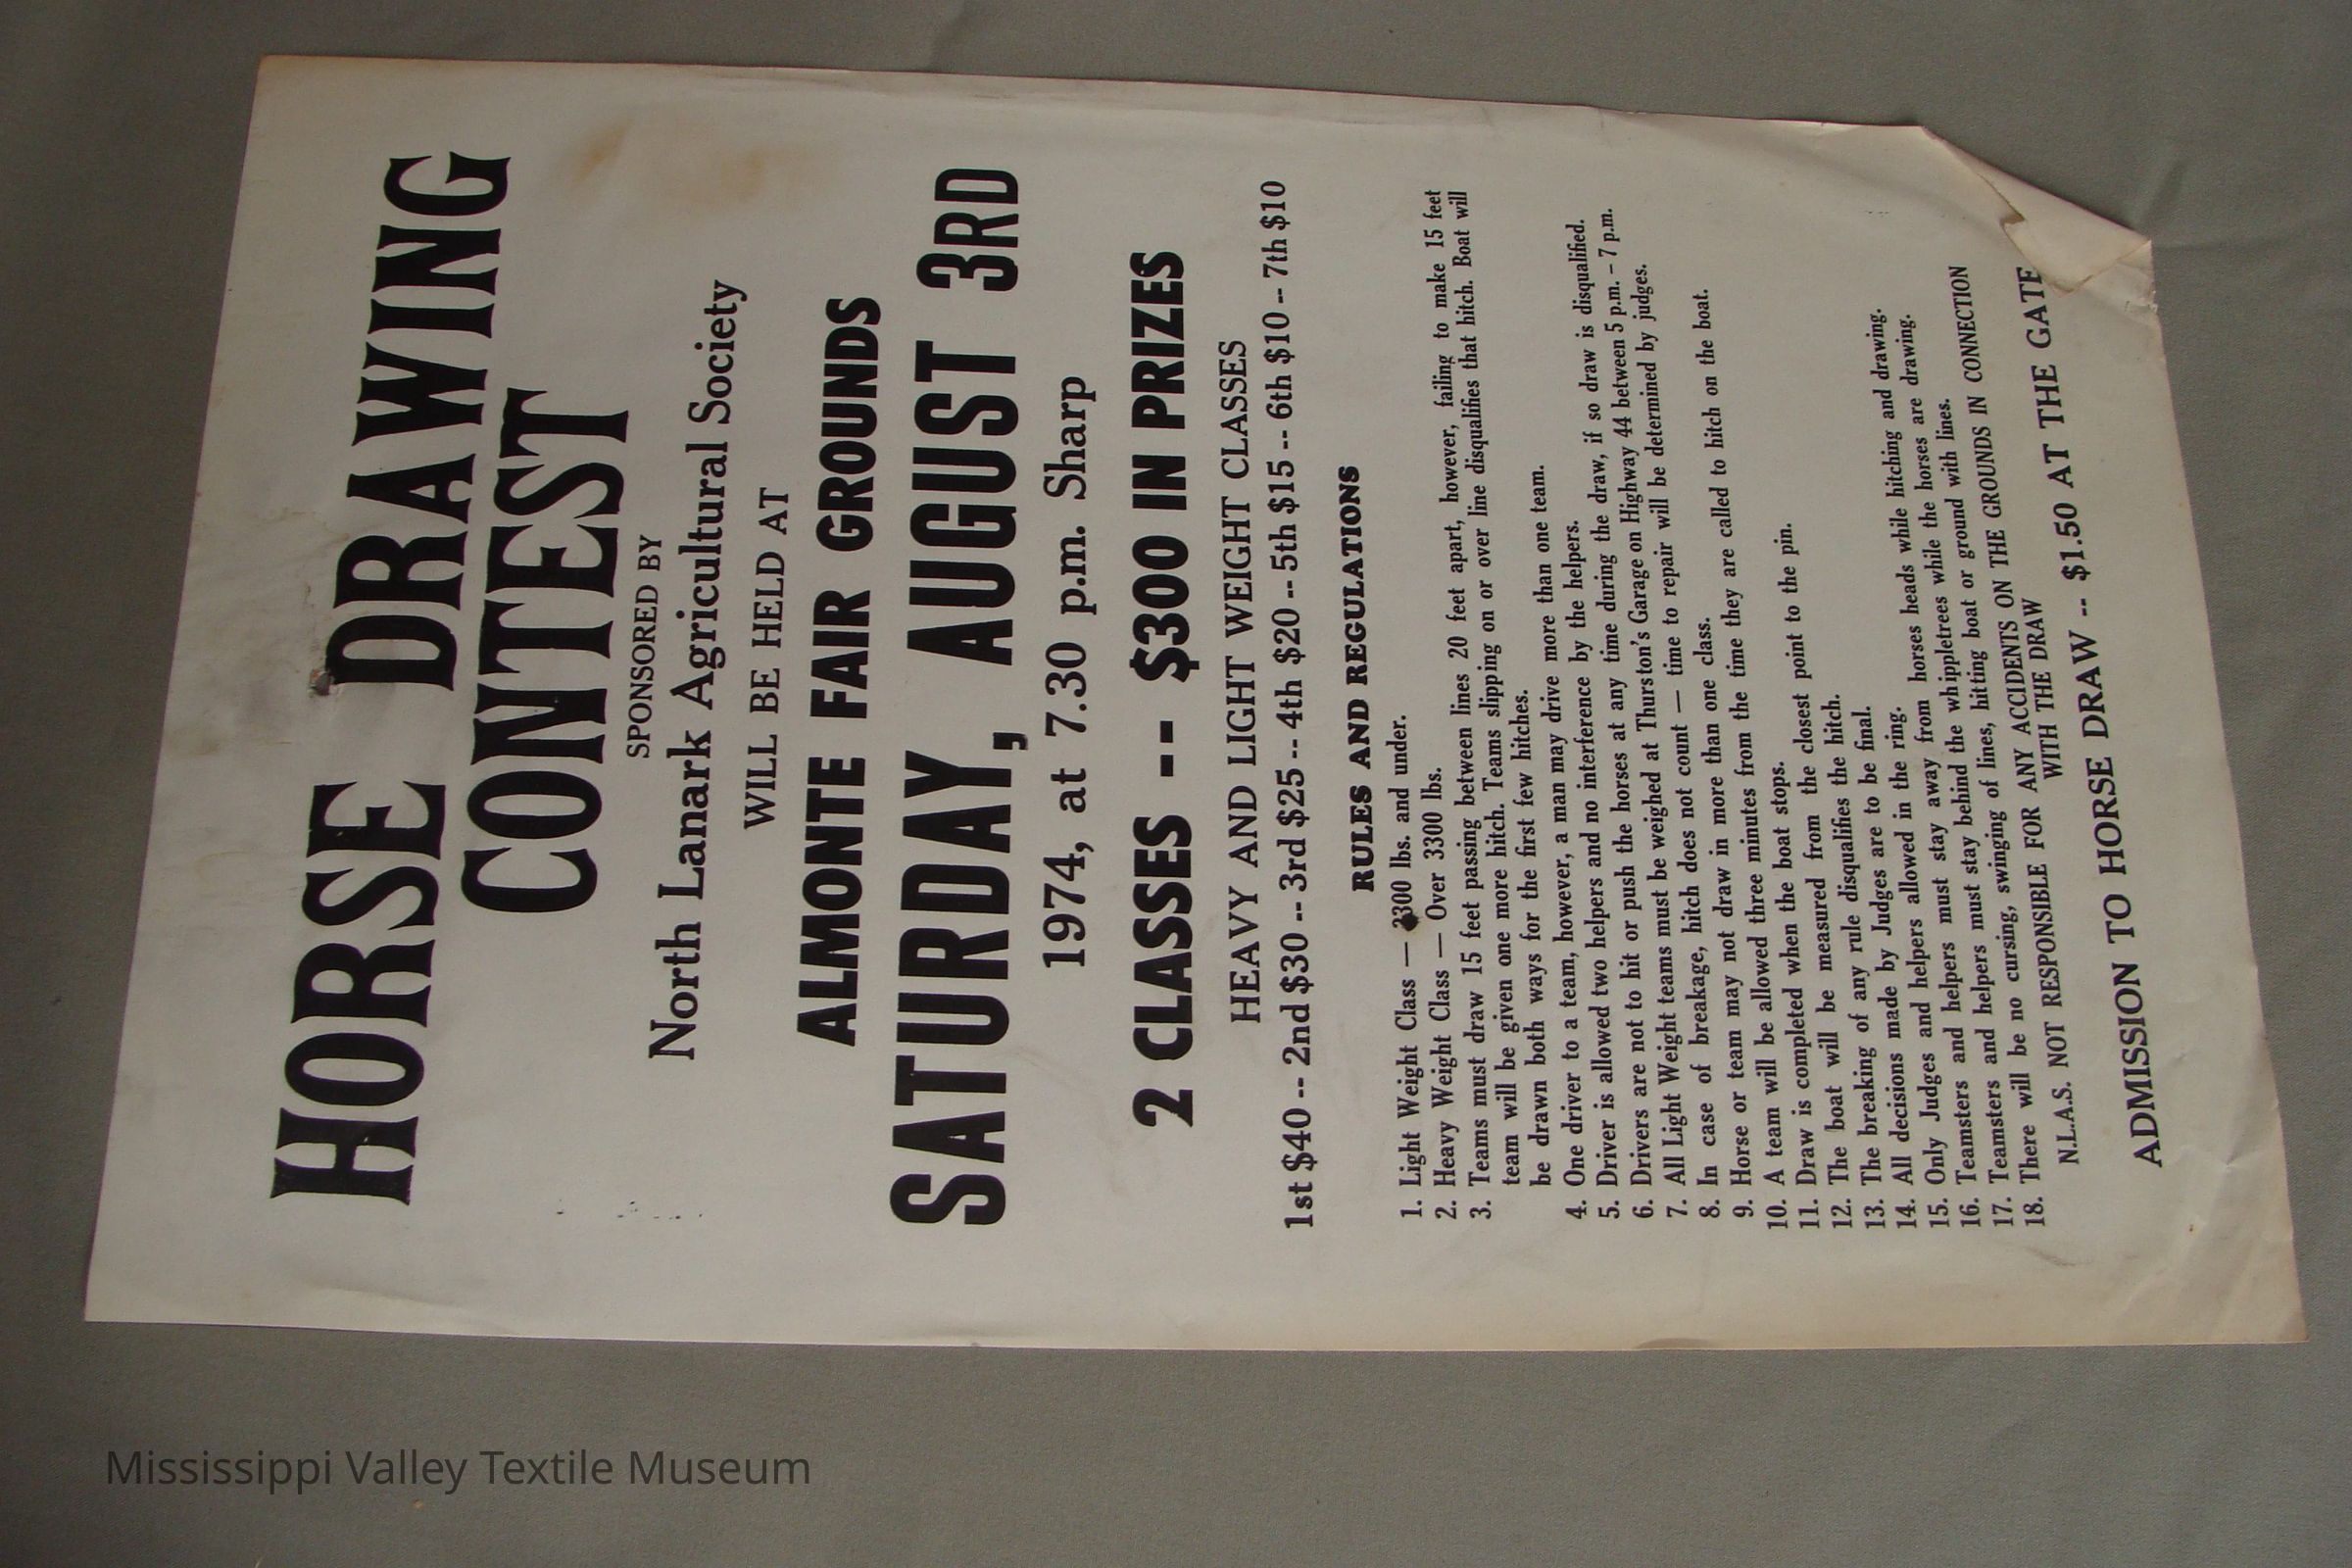 HORSE DRAWING
CONTEST
SPONSORED BY
North Lanark Agricultural Society
WILL BE HELD AT
ALMONTE FAIR GROUNDS
SATURDAY, AUGUST 3RD
1974, at 7.30 p.m. Sharp
2 CLASSES -- $300 IN PRIZES
HEAVY AND LIGHT WEIGHT CLASSES
1st $40 -- 2nd $30 -- 3rd $25 -- 4th $20 -- 5th $15 -- 6th $10 -- 7th $10
RULES AND REGULATIONS
1. Light Weight Class — 3300 lbs. and under.
2. Heavy Weight Class — Over 3300 lbs.
3. Teams must draw 15 feet passing between lines 20 feet apart, however, failing to make 15 feet
team will be given one more hitch. Teams slipping on or over line disqualifies that hitch. Boat will
be drawn both ways for the first few hitches.
4. One driver to a team, however, a man may drive more than one team.
5. Driver is allowed two helpers and no interference by the helpers.
6. Drivers are not to hit or push the horses at any time during the draw, if so draw is disqualified.
7. All Light Weight teams must be weighed at Thurston's Garage on Highway 44 between 5 p.m. – 7 p.m.
8. In case of breakage, hitch does not count — time to repair will be determined by judges.
9. Horse or team may not draw in more than one class.
10. A team will be allowed three minutes from the time they are called to hitch on the boat.
11. Draw is completed when the boat stops.
12. The boat will be measured from the closest point to the pin.
13. The breaking of any rule disqualifies the hitch.
14. All decisions made by Judges are to be final.
15. Only Judges and helpers allowed in the ring.
16. Teamsters and helpers must stay away from horses heads while hitching and drawing.
17. Teamsters and helpers must stay behind the whippletrees while the horses are drawing.
18. There will be no cursing, swinging of lines, hitting boat or ground with lines.
N.L.A.S. NOT RESPONSIBLE FOR ANY ACCIDENTS ON THE GROUNDS IN CONNECTION
WITH THE DRAW
ADMISSION TO HORSE DRAW -- $1.50 AT THE GATE
Mississippi Valley Textile Museum